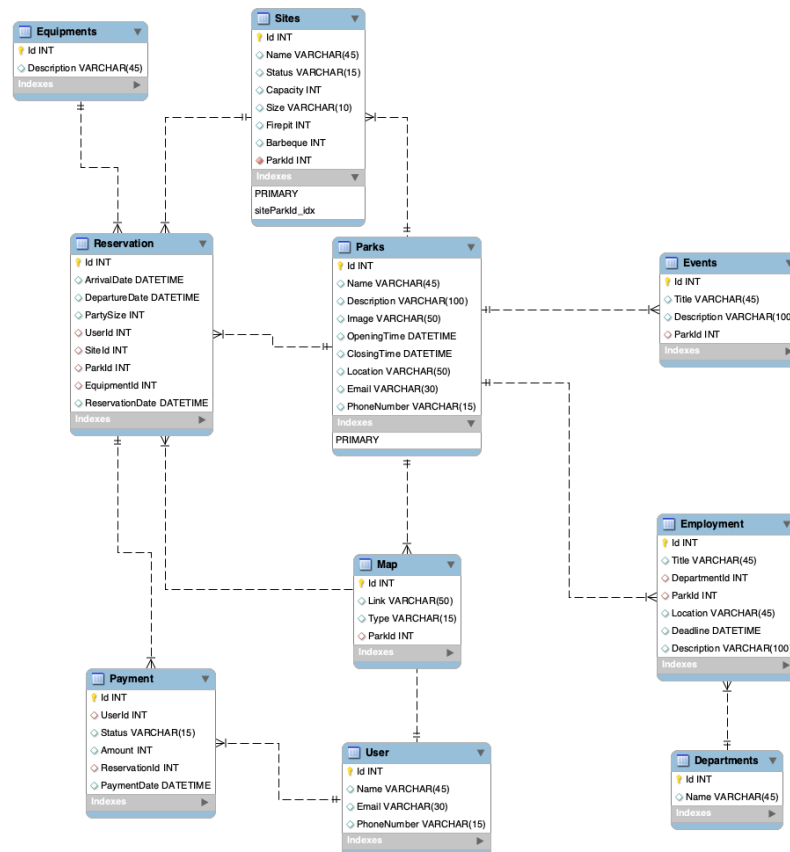 Equipments
Id INT
Description VARCHAR(45)
Indexes
Sites
Id INT
Name VARCHAR(45)
Status VARCHAR(15)
Capacity INT
Size VARCHAR(10)
Firepit INT
Barbeque INT
ParkId INT
Indexes
PRIMARY
siteParkId_idx
Reservation
Id INT
ArrivalDate DATETIME
DepartureDate DATETIME
PartySize INT
UserId INT
SiteId INT
ParkId INT
EquipmentId INT
ReservationDate DATETIME
Indexes
Parks
Id INT
Name VARCHAR(45)
Description VARCHAR(100)
Image VARCHAR(50)
OpeningTime DATETIME
ClosingTime DATETIME
Location VARCHAR(50)
Email VARCHAR(30)
PhoneNumber VARCHAR(15)
Indexes
PRIMARY
Events
Id INT
Title VARCHAR(45)
Description VARCHAR(100
ParkId INT
Indexes
Employment
Id INT
Title VARCHAR(45)
DepartmentId INT
ParkId INT
Location VARCHAR(45)
Deadline DATETIME
Description VARCHAR(100)
Indexes
Map
Id INT
Link VARCHAR(50)
Type VARCHAR(15)
ParkId INT
Indexes
Payment
Id INT
UserId INT
Status VARCHAR(15)
Amount INT
ReservationId INT
PaymentDate DATETIME
Indexes
User
Id INT
Name VARCHAR(45)
Email VARCHAR(30)
PhoneNumber VARCHAR(15)
Indexes
Departments
Id INT
Name VARCHAR(45)
Indexes